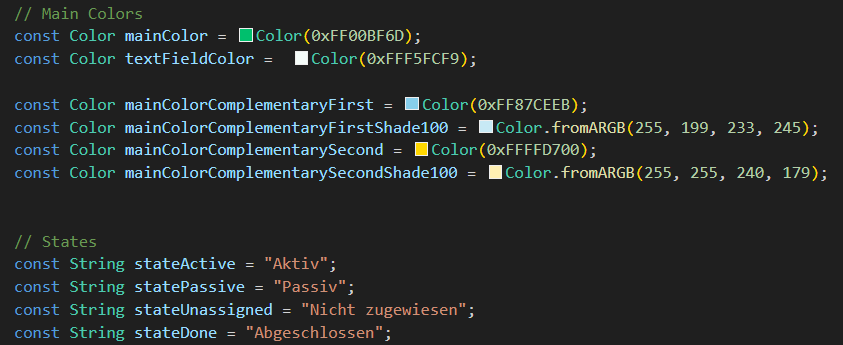 // Main Colors
const Color mainColor = Color(0xFF00BF6D);
const Color textFieldColor =  Color(0xFFF5FCF9);
const Color mainColorComplementaryFirst = Color(0xFF87CEEB);
const Color mainColorComplementaryFirstShade100 = Color.fromARGB(255, 199, 233, 245);
const Color mainColorComplementarySecond = Color(0xFFFFD700);
const Color mainColorComplementarySecondShade100 = Color.fromARGB(255, 255, 240, 179);
// States
const String stateActive = "Aktiv";
const String statePassive = "Passiv";
const String stateUnassigned = "Nicht zugewiesen";
const String stateDone = "Abgeschlossen";